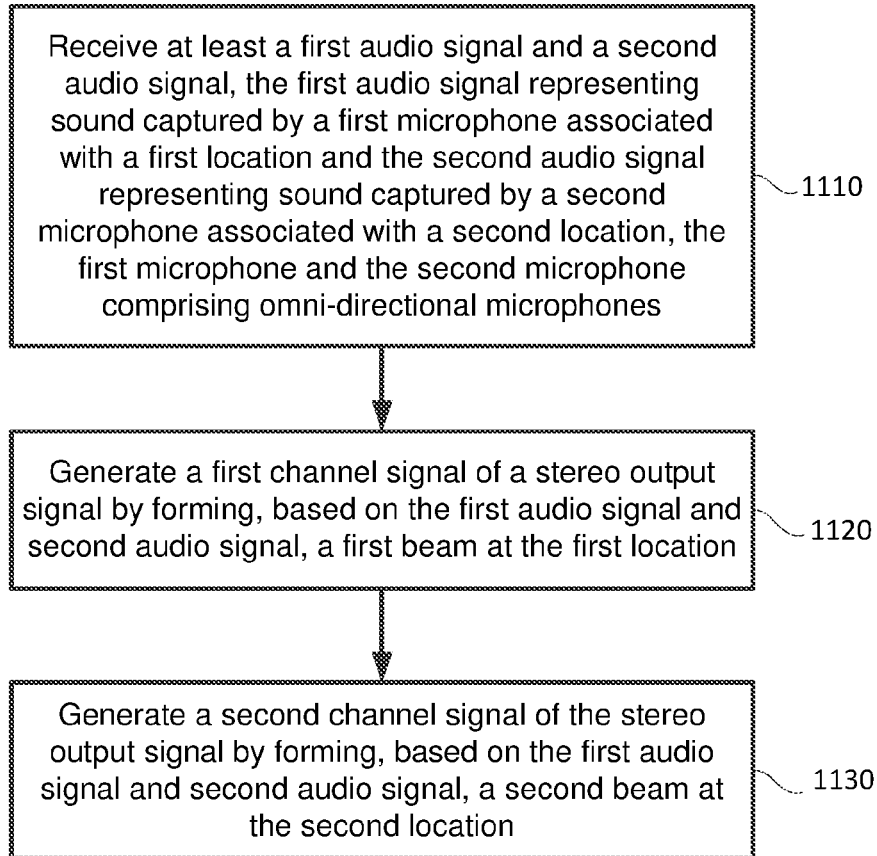 Receive at least a first audio signal and a second
audio signal, the first audio signal representing
sound captured by a first microphone associated
with a first location and the second audio signal
representing sound captured by a second
microphone associated with a second location, the
first microphone and the second microphone
comprising omni-directional microphones
1110
Generate a first channel signal of a stereo output
signal by forming, based on the first audio signal and
second audio signal, a first beam at the first location
1120
Generate a second channel signal of the stereo
output signal by forming, based on the first audio
signal and second audio signal, a second beam at
the second location
1130